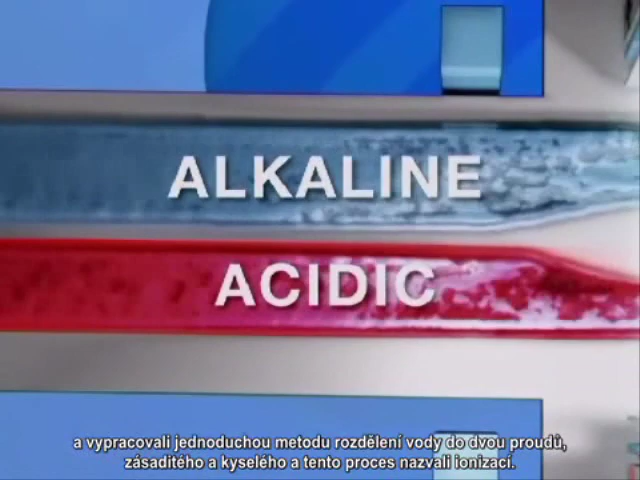 ALKALINE
ACIDIC
a vypracovali jednoduchou metodu rozdělení vody do dvou proudů,
zásaditého a kyselého a tento proces nazvali ionizací.